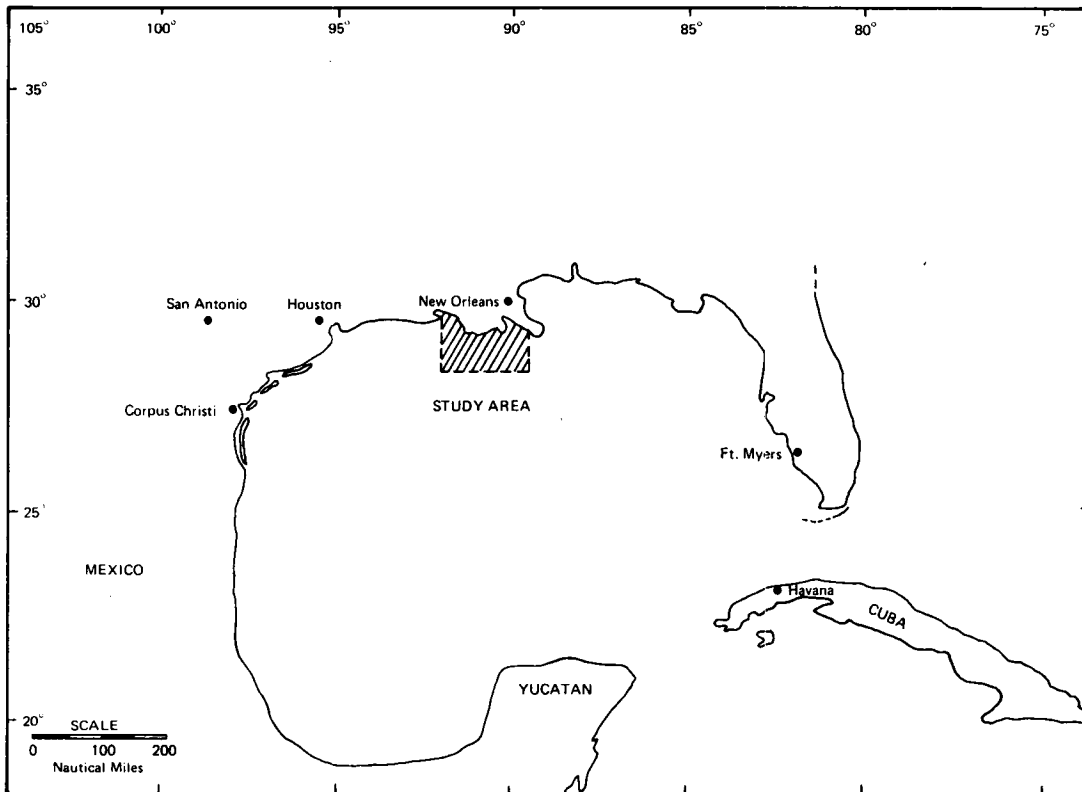 105° 100° 95° 90° 85° 80° 75°
35°
30°
San Antonio Houston New Orleans
STUDY AREA
Corpus Christi
Ft. Myers
25°
MEXICO
Havana
CUBA
YUCATAN
20°
SCALE
0 100 200
Nautical Miles